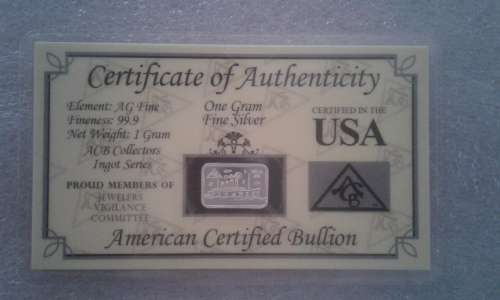 Certificate of Authenticity
Element: AG Fine
Fineness: 99.9
Net Weight: 1 Gram
ACB Collectors
Ingot Series
PROUD MEMBERS OF
JEWELERS
VIGILANCE
COMMITTEE
One Gram
Fine Silver
CERTIFIED IN THE
USA
ACB
American Certified Bullion